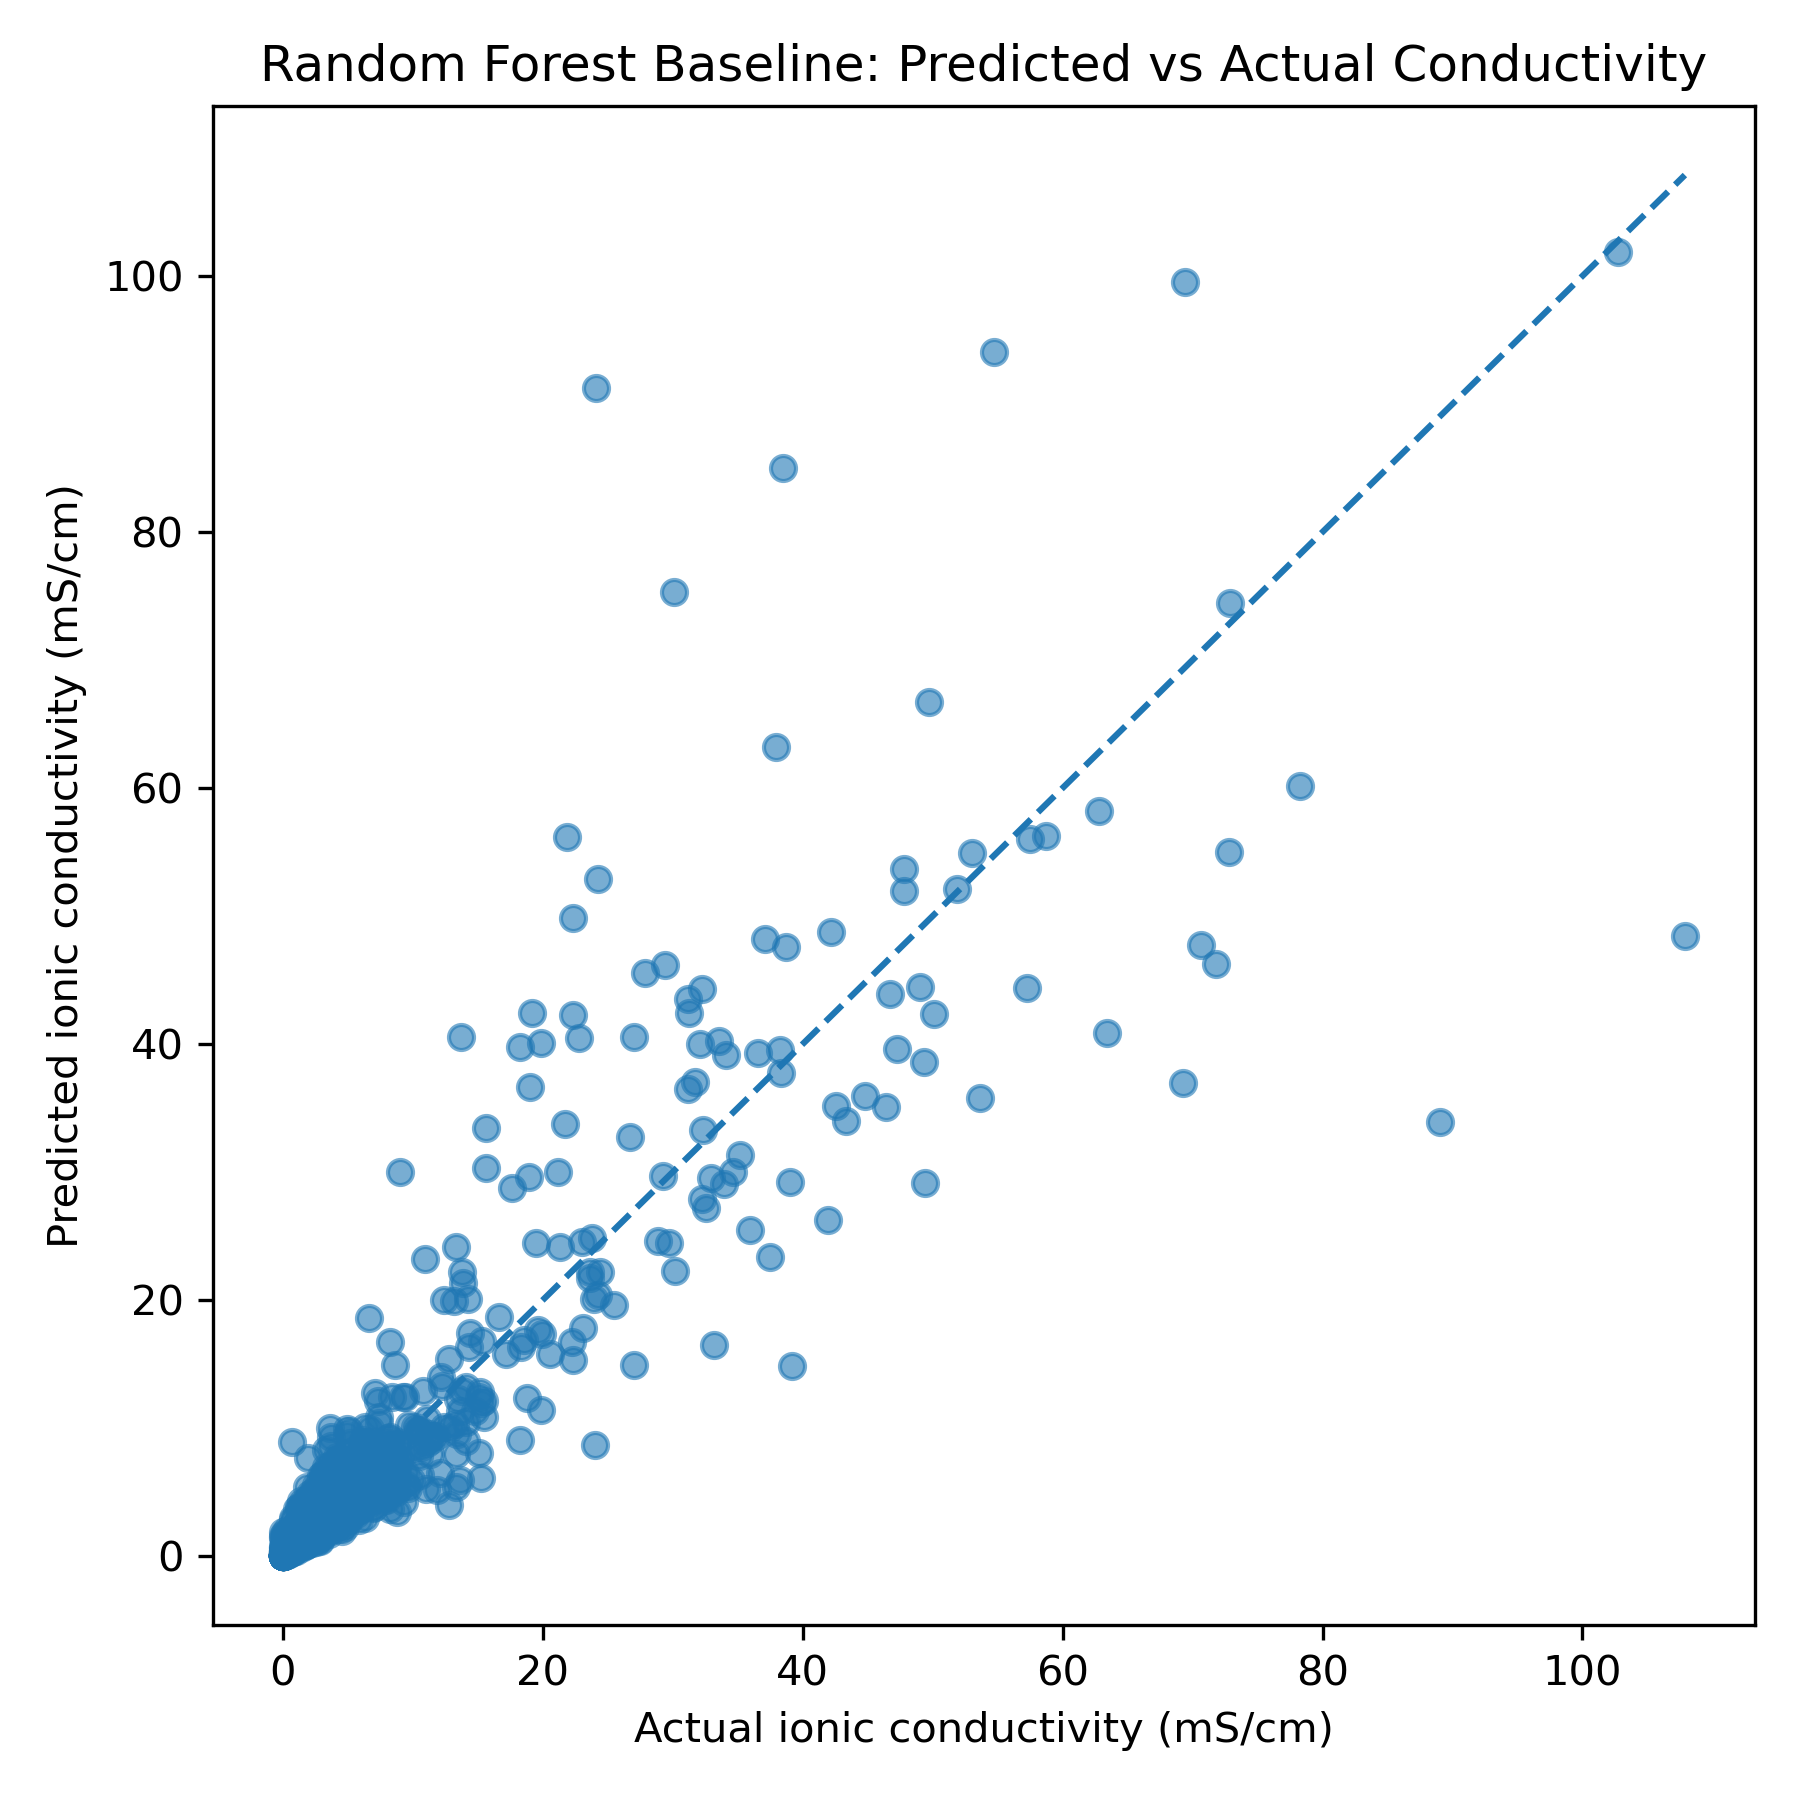 Random Forest Baseline: Predicted vs Actual Conductivity
Predicted ionic conductivity (mS/cm)
100
80
60
40
20
0
0 20 40 60 80 100
Actual ionic conductivity (mS/cm)